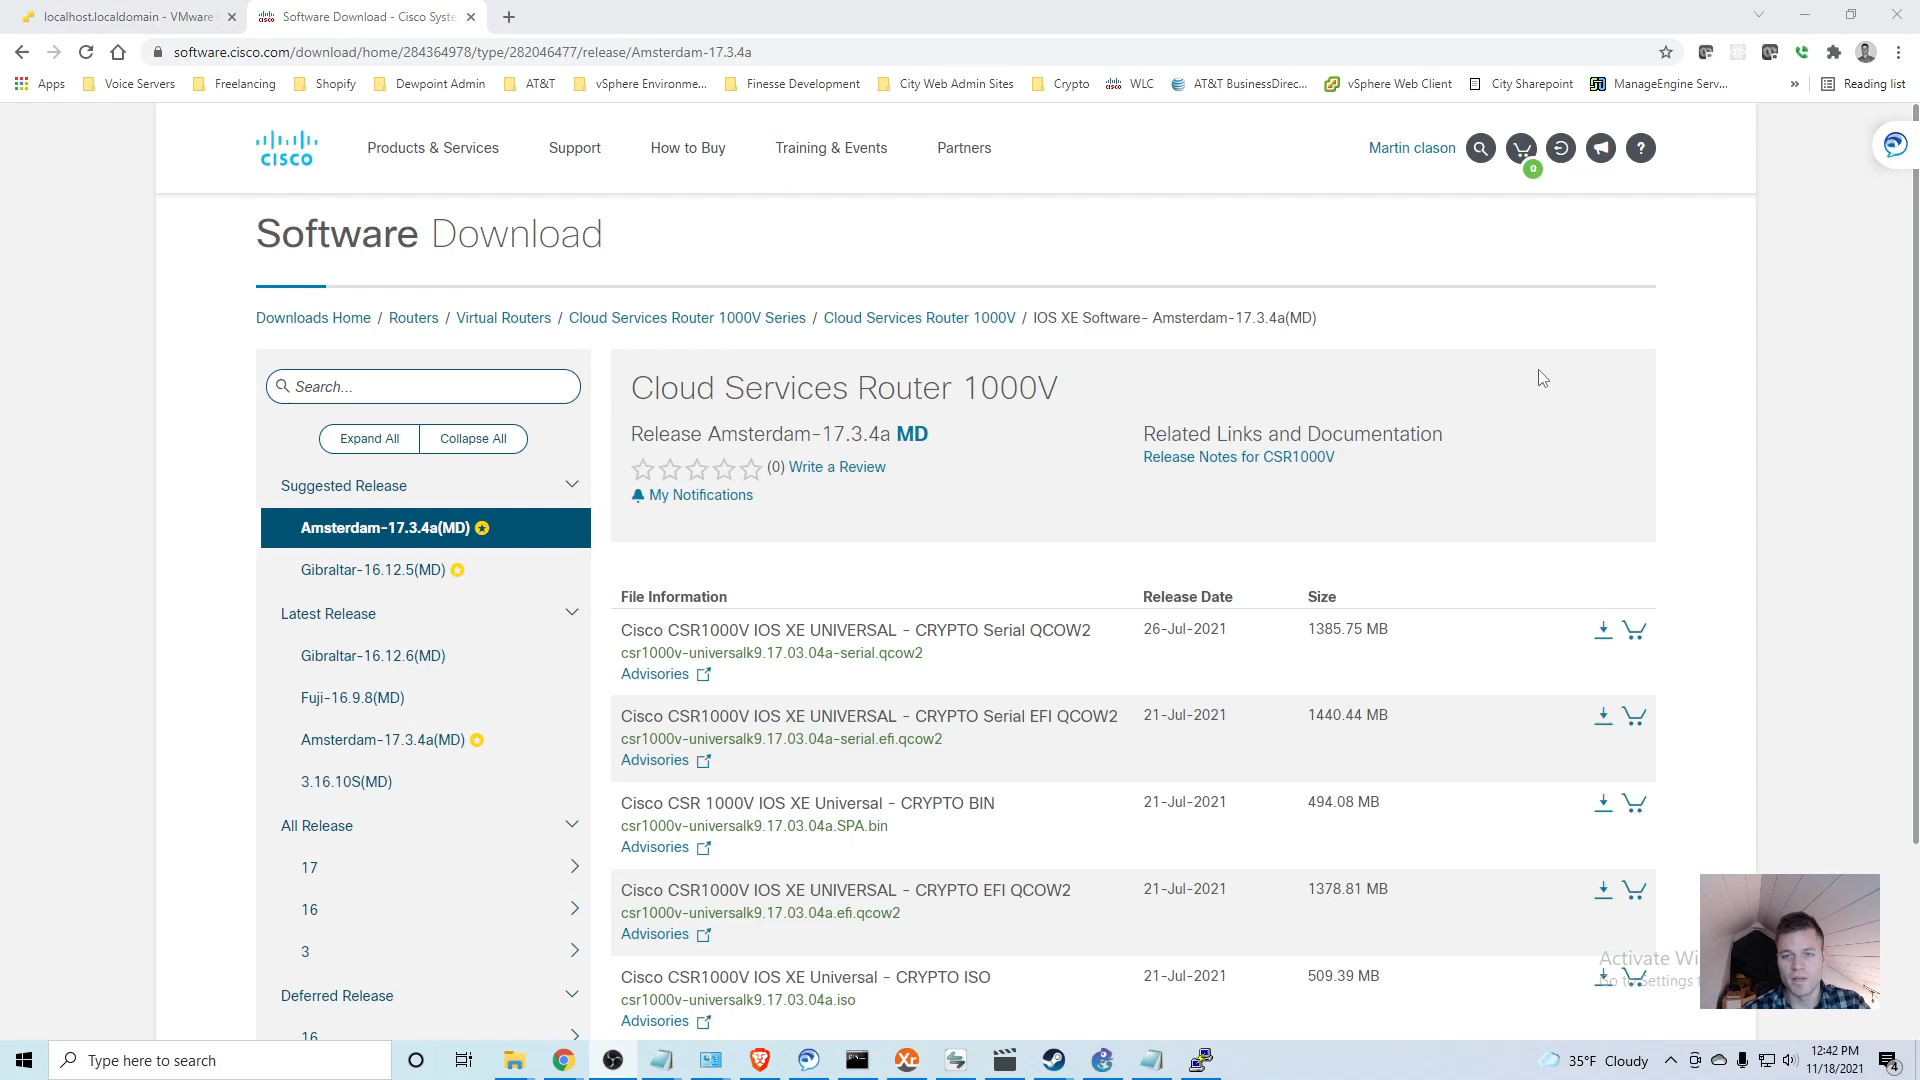 localhost.localdomain - VMware
Software Download - Cisco Syste
software.cisco.com/download/home/284364978/type/282046477/release/Amsterdam-17.3.4a
Apps
Voice Servers
Freelancing
Shopify
Dewpoint Admin
AT&T
vSphere Environme...
Finesse Development
City Web Admin Sites
Crypto
WLC
AT&T BusinessDirec...
vSphere Web Client
City Sharepoint
ManageEngine Serv...
»
Reading list
CISCO
Products & Services
Support
How to Buy
Training & Events
Partners
Martin clason
?
0
Software Download
Downloads Home / Routers / Virtual Routers / Cloud Services Router 1000V Series / Cloud Services Router 1000V / IOS XE Software- Amsterdam-17.3.4a(MD)
Search...
Expand All
Collapse All
Suggested Release
Amsterdam-17.3.4a(MD)
Gibraltar-16.12.5(MD)
Latest Release
Gibraltar-16.12.6(MD)
Fuji-16.9.8(MD)
Amsterdam-17.3.4a(MD)
3.16.10S(MD)
All Release
17
16
3
Deferred Release
16
Cloud Services Router 1000V
Release Amsterdam-17.3.4a MD
(0) Write a Review
My Notifications
Related Links and Documentation
Release Notes for CSR1000V
File Information Release Date Size
Cisco CSR1000V IOS XE UNIVERSAL - CRYPTO Serial QCOW2 26-Jul-2021 1385.75 MB
csr1000v-universalk9.17.03.04a-serial.qcow2
Advisories
Cisco CSR1000V IOS XE UNIVERSAL - CRYPTO Serial EFI QCOW2 21-Jul-2021 1440.44 MB
csr1000v-universalk9.17.03.04a-serial.efi.qcow2
Advisories
Cisco CSR 1000V IOS XE Universal - CRYPTO BIN 21-Jul-2021 494.08 MB
csr1000v-universalk9.17.03.04a.SPA.bin
Advisories
Cisco CSR1000V IOS XE UNIVERSAL - CRYPTO EFI QCOW2 21-Jul-2021 1378.81 MB
csr1000v-universalk9.17.03.04a.efi.qcow2
Advisories
Cisco CSR1000V IOS XE Universal - CRYPTO ISO 21-Jul-2021 509.39 MB
csr1000v-universalk9.17.03.04a.iso
Advisories
Activate Wi
Go to Settings t
Type here to search
Xr
35°F Cloudy
12:42 PM
11/18/2021
4